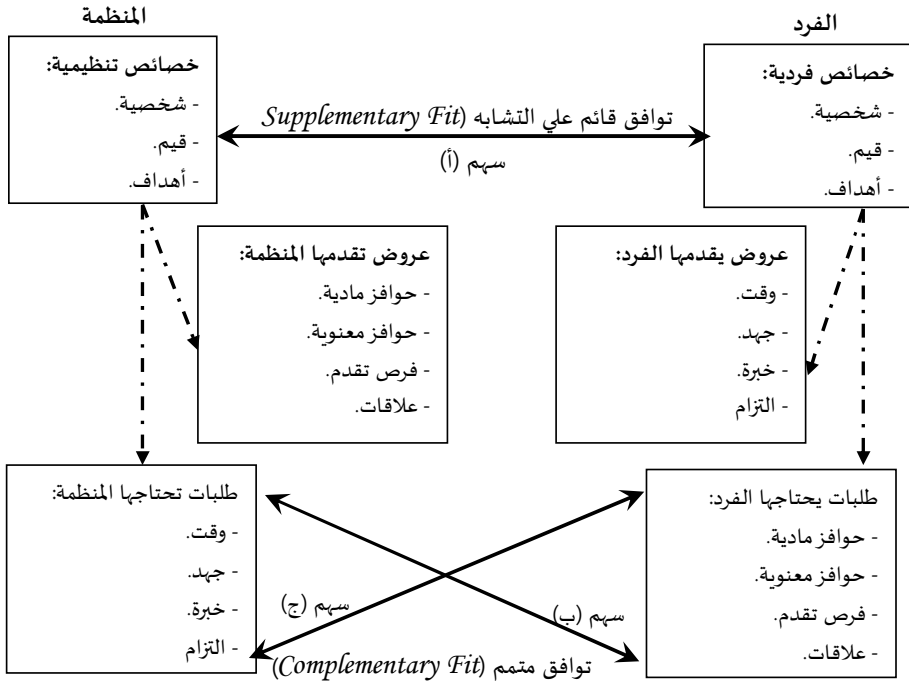 الفرد
المنظمة
خصائص فردية:
- شخصية.
- قيم.
- أهداف.
توافق قائم علي التشابه (Supplementary Fit
سهم (أ)
خصائص تنظيمية:
- شخصية.
- قيم.
- أهداف.
عروض يقدمها الفرد:
- وقت.
- جهد.
- خبرة.
- التزام
عروض تقدمها المنظمة:
- حوافز مادية.
- حوافز معنوية.
- فرص تقدم.
- علاقات.
طلبات يحتاجها الفرد:
- حوافز مادية.
- حوافز معنوية.
- فرص تقدم.
- علاقات.
طلبات تحتاجها المنظمة:
- وقت.
- جهد.
- خبرة.
- التزام
سهم (ب)
سهم (ج)
توافق متمم (Complementary Fit)